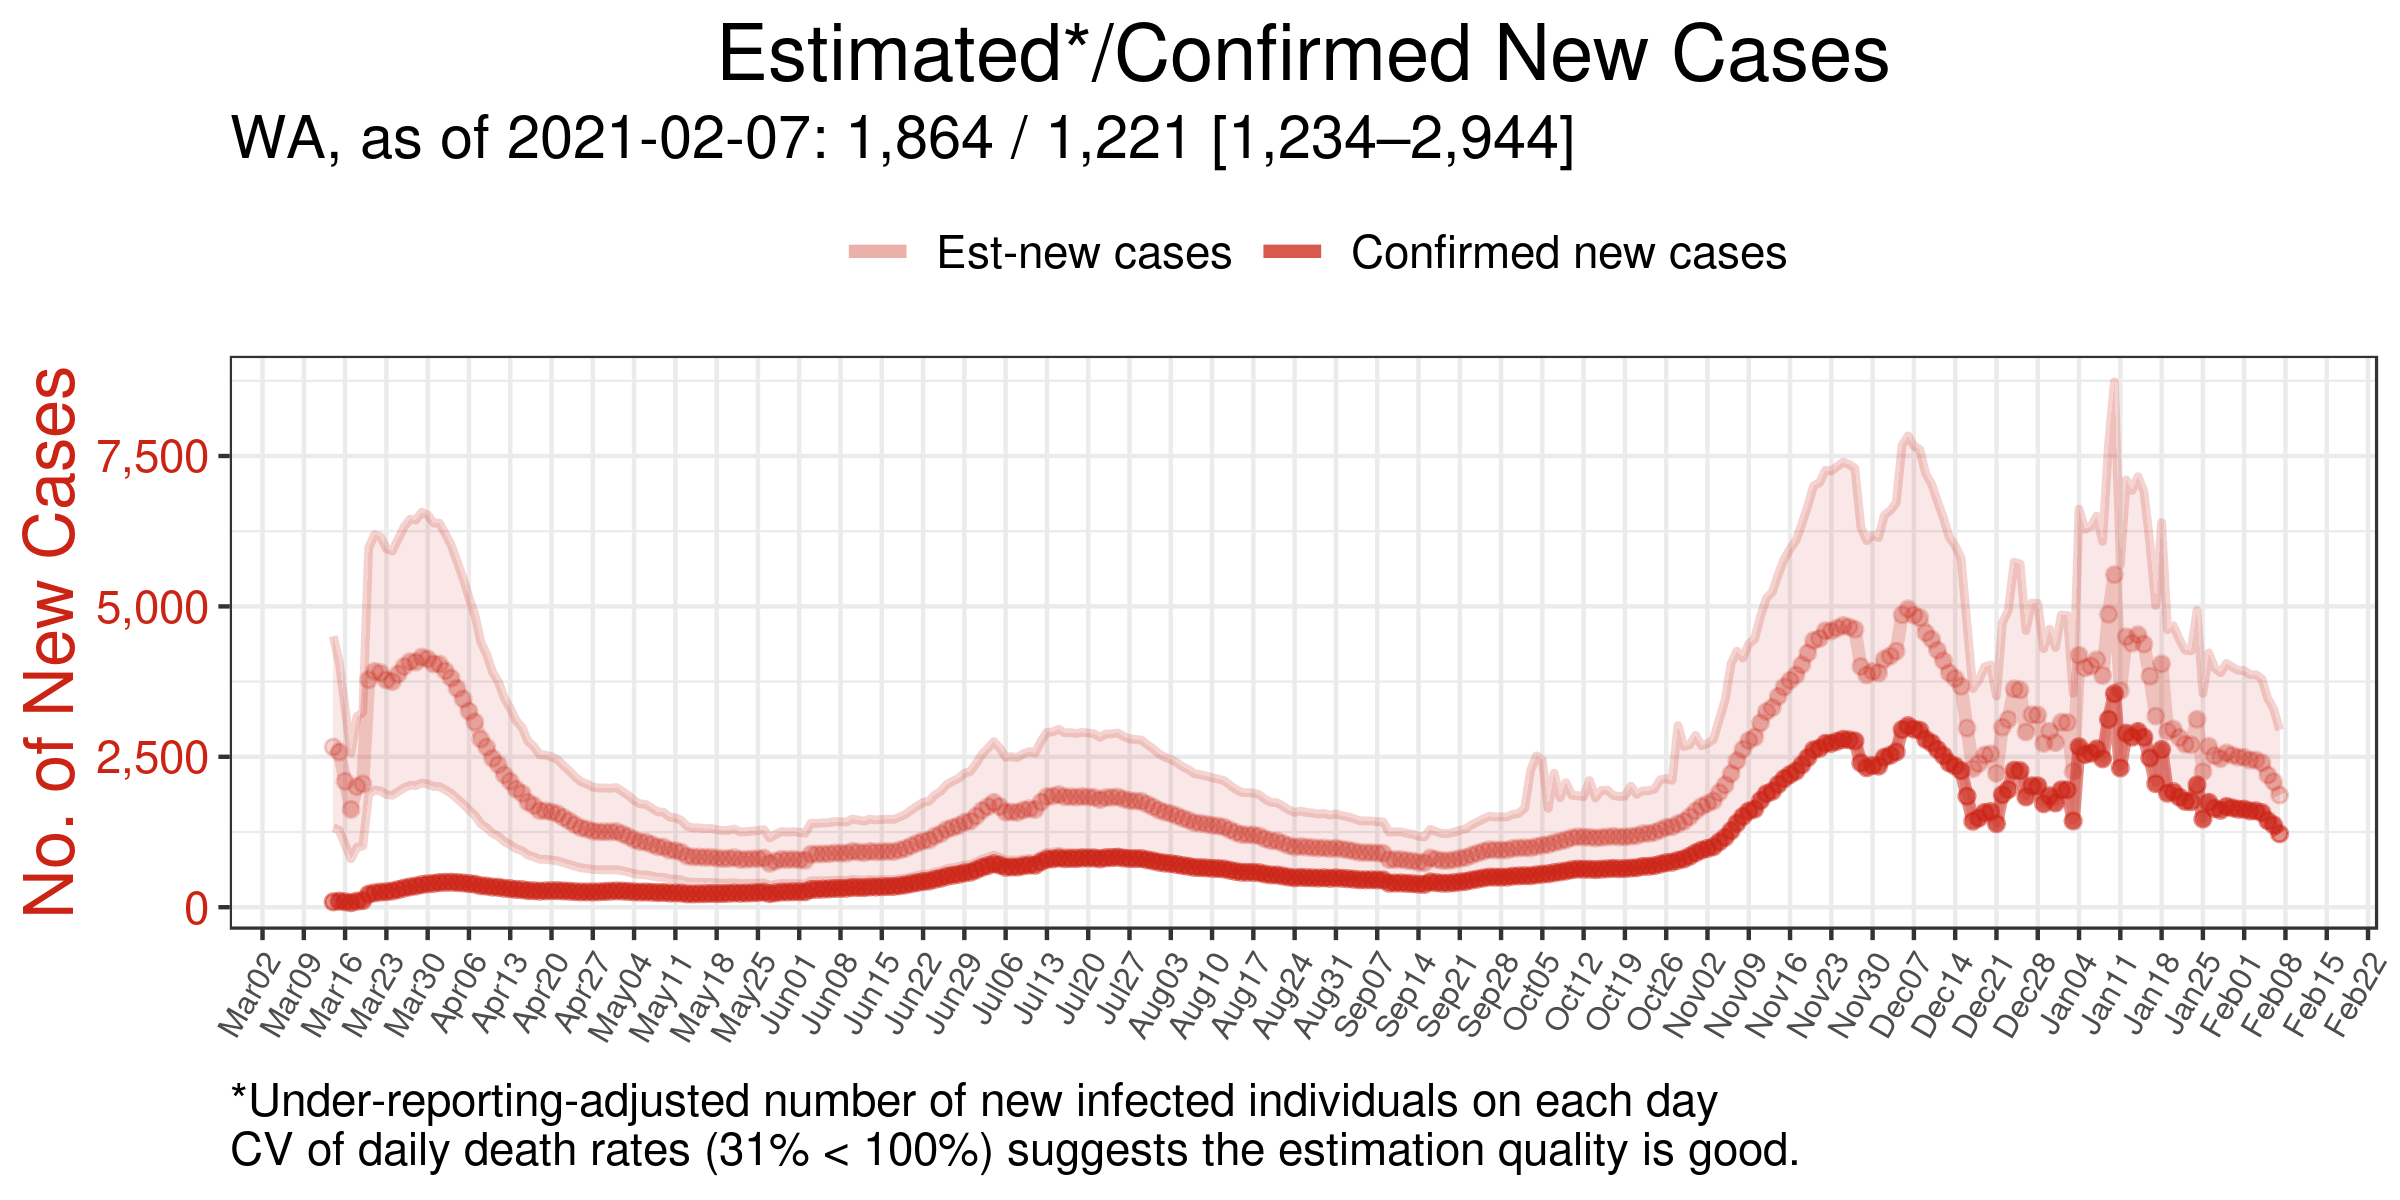 Estimated*/Confirmed New Cases
WA, as of 2021-02-07: 1,864 / 1,221 [1,234–2,944]
Est-new cases Confirmed new cases
No. of New Cases
7,500
5,000
2,500
0
Mar02 Mar09 Mar16 Mar23 Mar30 Apr06 Apr13 Apr20 Apr27 May04 May11 May18 May25 Jun01 Jun08 Jun15 Jun22 Jun29 Jul06 Jul13 Jul20 Jul27 Aug03 Aug10 Aug17 Aug24 Aug31 Sep07 Sep14 Sep21 Sep28 Oct05 Oct12 Oct19 Oct26 Nov02 Nov09 Nov16 Nov23 Nov30 Dec07 Dec14 Dec21 Dec28 Jan04 Jan11 Jan18 Jan25 Feb01 Feb08 Feb15 Feb22
*Under-reporting-adjusted number of new infected individuals on each day
CV of daily death rates (31% < 100%) suggests the estimation quality is good.